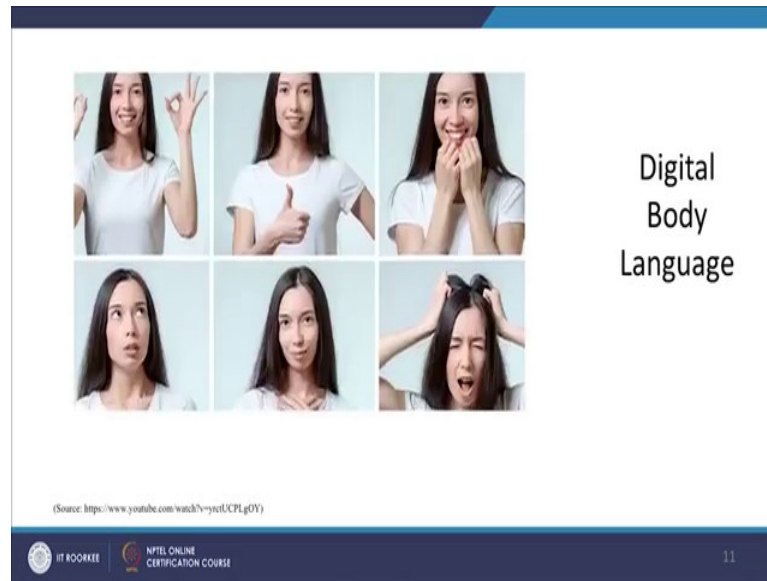 Digital
Body
Language
(Source: https://www.youtube.com/watch?v=yrctUCPLgOY)
IIT ROORKEE
NPTEL ONLINE
CERTIFICATION COURSE
11